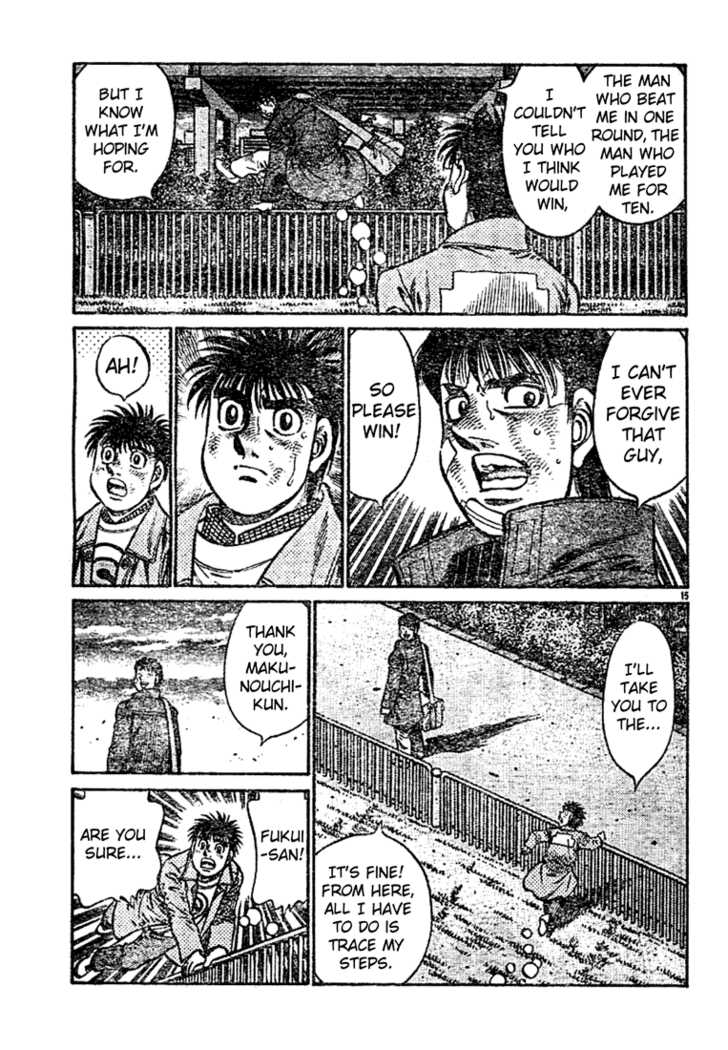 THE MAN
WHO BEAT
ME IN ONE
ROUND, THE
MAN WHO
PLAYED
ME FOR
TEN.
I
COULDN'T
TELL
YOU WHO
I THINK
WOULD
WIN,
BUT I
KNOW
WHAT I'M
HOPING
FOR.
I CAN'T
EVER
FORGIVE
THAT
GUY,
SO
PLEASE
WIN!
AH!
15
I'LL
TAKE
YOU TO
THE...
IT'S FINE!
FROM HERE,
ALL I HAVE
TO DO IS
TRACE MY
STEPS.
THANK
YOU,
MAKU-
NOUCHI-
KUN.
FUKUI
-SAN!
ARE YOU
SURE...